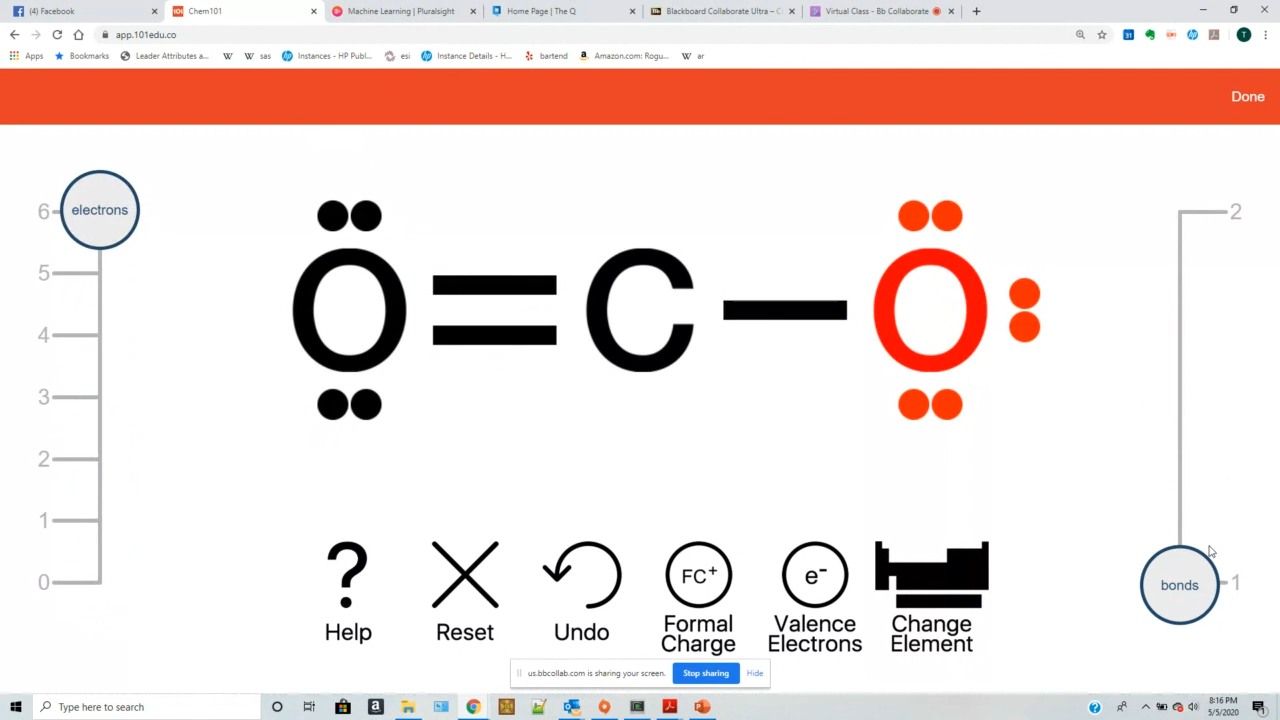 (4) Facebook
Chem101
Machine Learning | Pluralsight
Home Page | The Q
Blackboard Collaborate Ultra – C
Virtual Class - Bb Collaborate
app.101edu.co
Apps
Bookmarks
Leader Attributes a...
sas
Instances - HP Publ...
esi
Instance Details - H...
bartend
Amazon.com: Rogu...
ar
Done
electrons
6
5
4
3
2
1
0
O
C
O
2
1
bonds
?
Help
Reset
Undo
FC+
Formal
Charge
e-
Valence
Electrons
Change
Element
us.bbcollab.com is sharing your screen.
Stop sharing
Hide
Type here to search
8:16 PM
5/5/2020